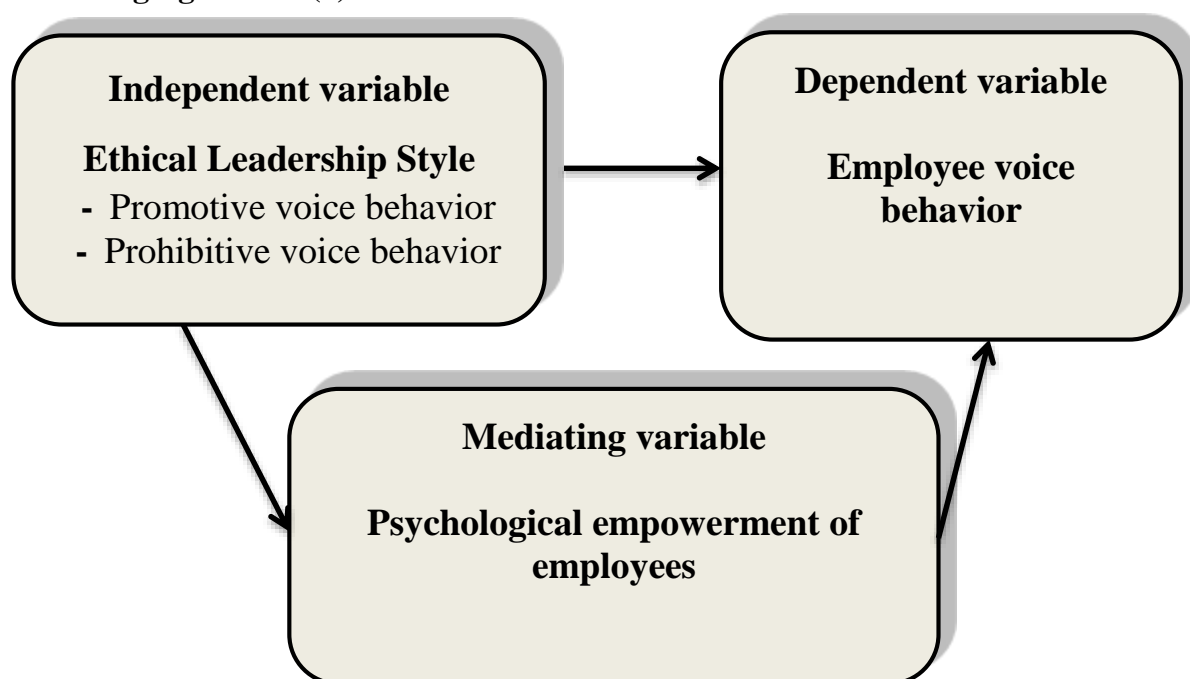 Independent variable
Ethical Leadership Style
- Promotive voice behavior
- Prohibitive voice behavior
Dependent variable
Employee voice
behavior
Mediating variable
Psychological empowerment of
employees